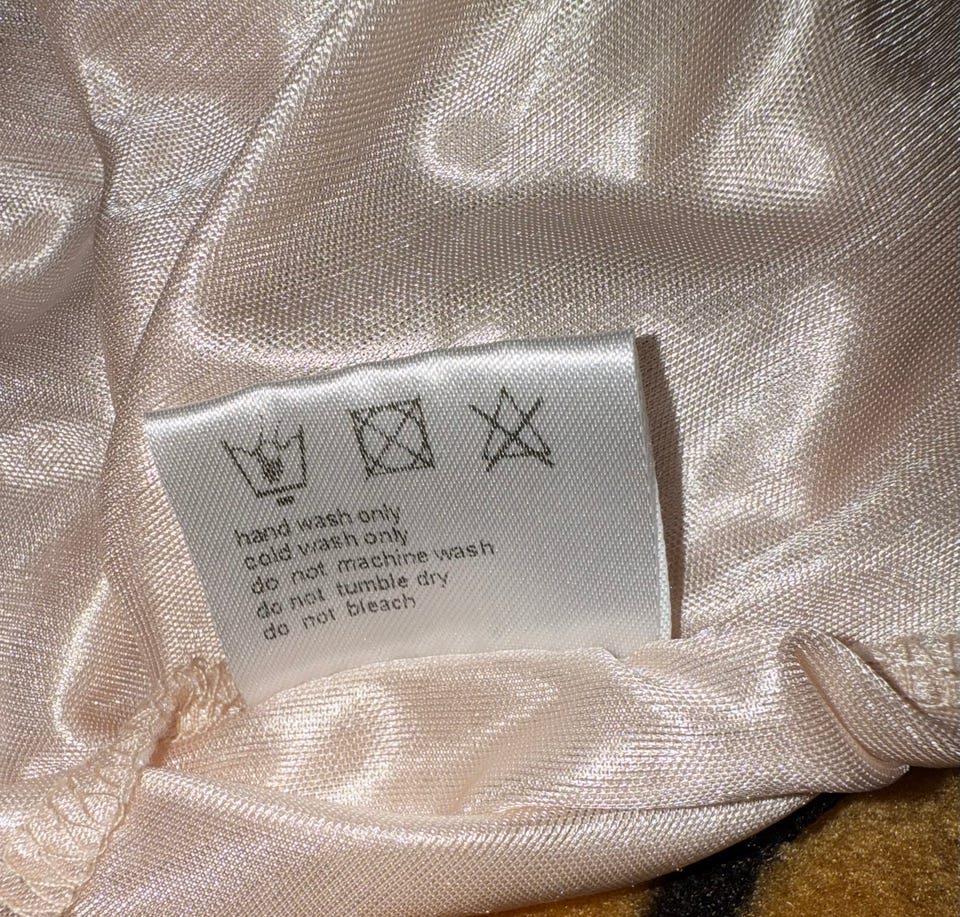 hand wash only
cold wash only
do not machine wash
do not tumble dry
do not bleach